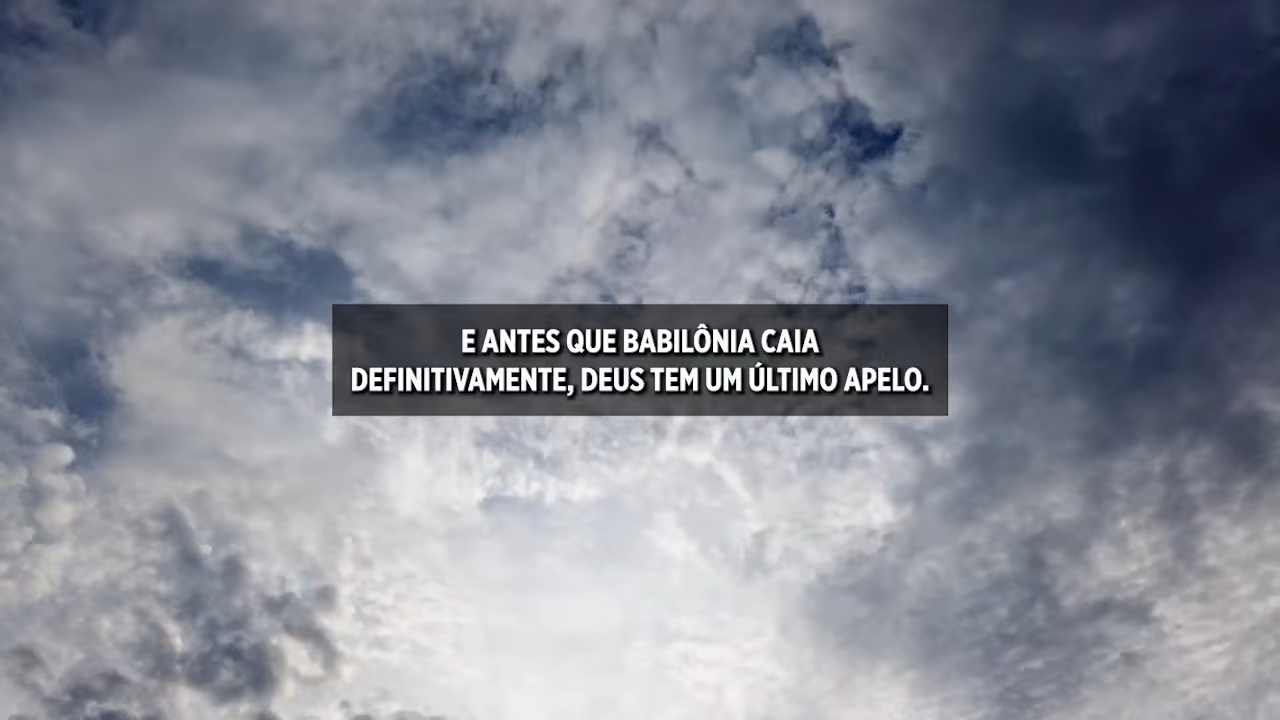 E ANTES QUE BABILÔNIA CAIA
DEFINITIVAMENTE, DEUS TEM UM ÚLTIMO APELO.